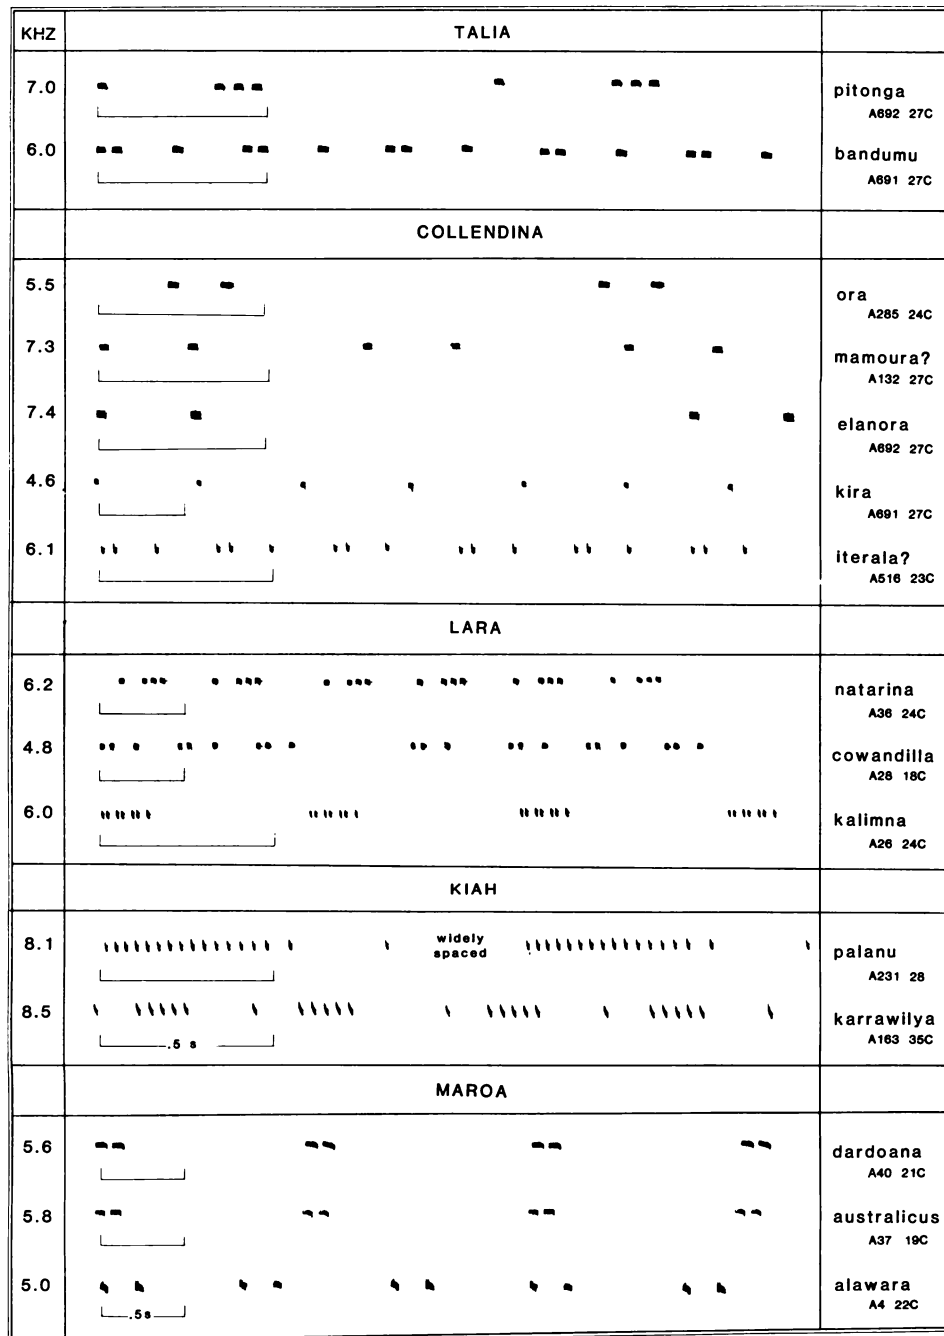 KHZ TALIA
7.0 pitonga
A692 27C
6.0 bandumu
A691 27C
COLLENDINA
5.5 ora
A285 24C
7.3 mamoura?
A132 27C
7.4 elanora
A692 27C
4.6 kira
A691 27C
6.1 iterala?
A516 23C
LARA
6.2 natarina
A36 24C
4.8 cowandilla
A28 18C
6.0 kalimna
A26 24C
KIAH
8.1 widely spaced palanu
A231 28
8.5 karrawilya
.5 s A163 35C
MAROA
5.6 dardoana
A40 21C
5.8 australicus
A37 19C
5.0 alawara
.5s A4 22C